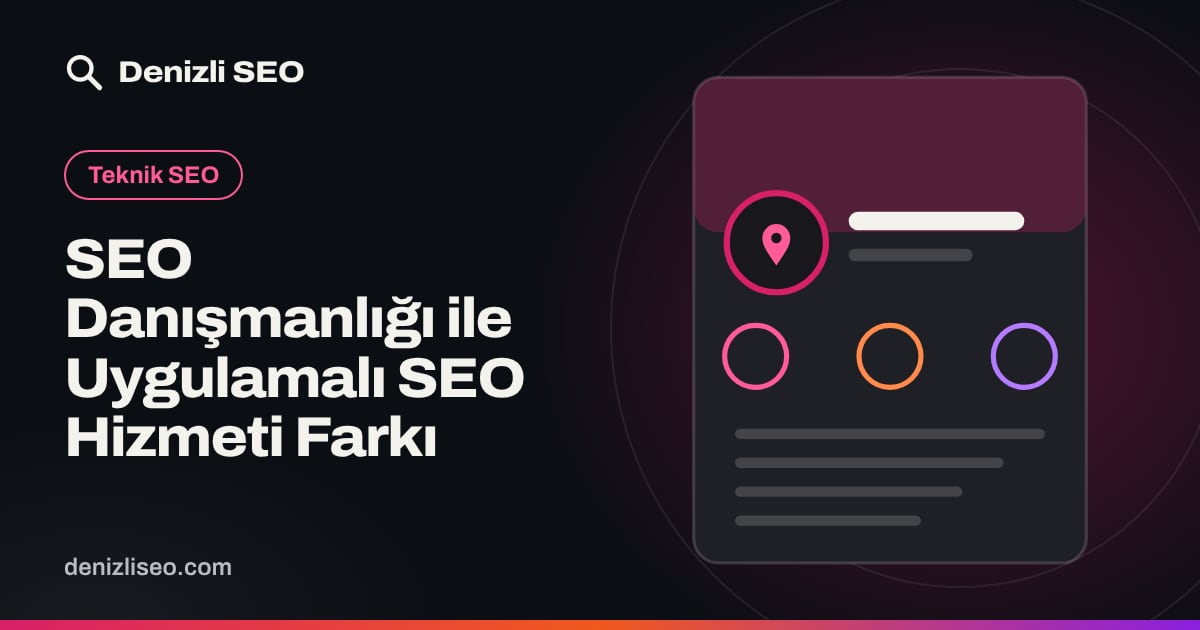 Denizli SEO
Teknik SEO
SEO
Danışmanlığı ile
Uygulamalı SEO
Hizmeti Farkı
denizliseo.com